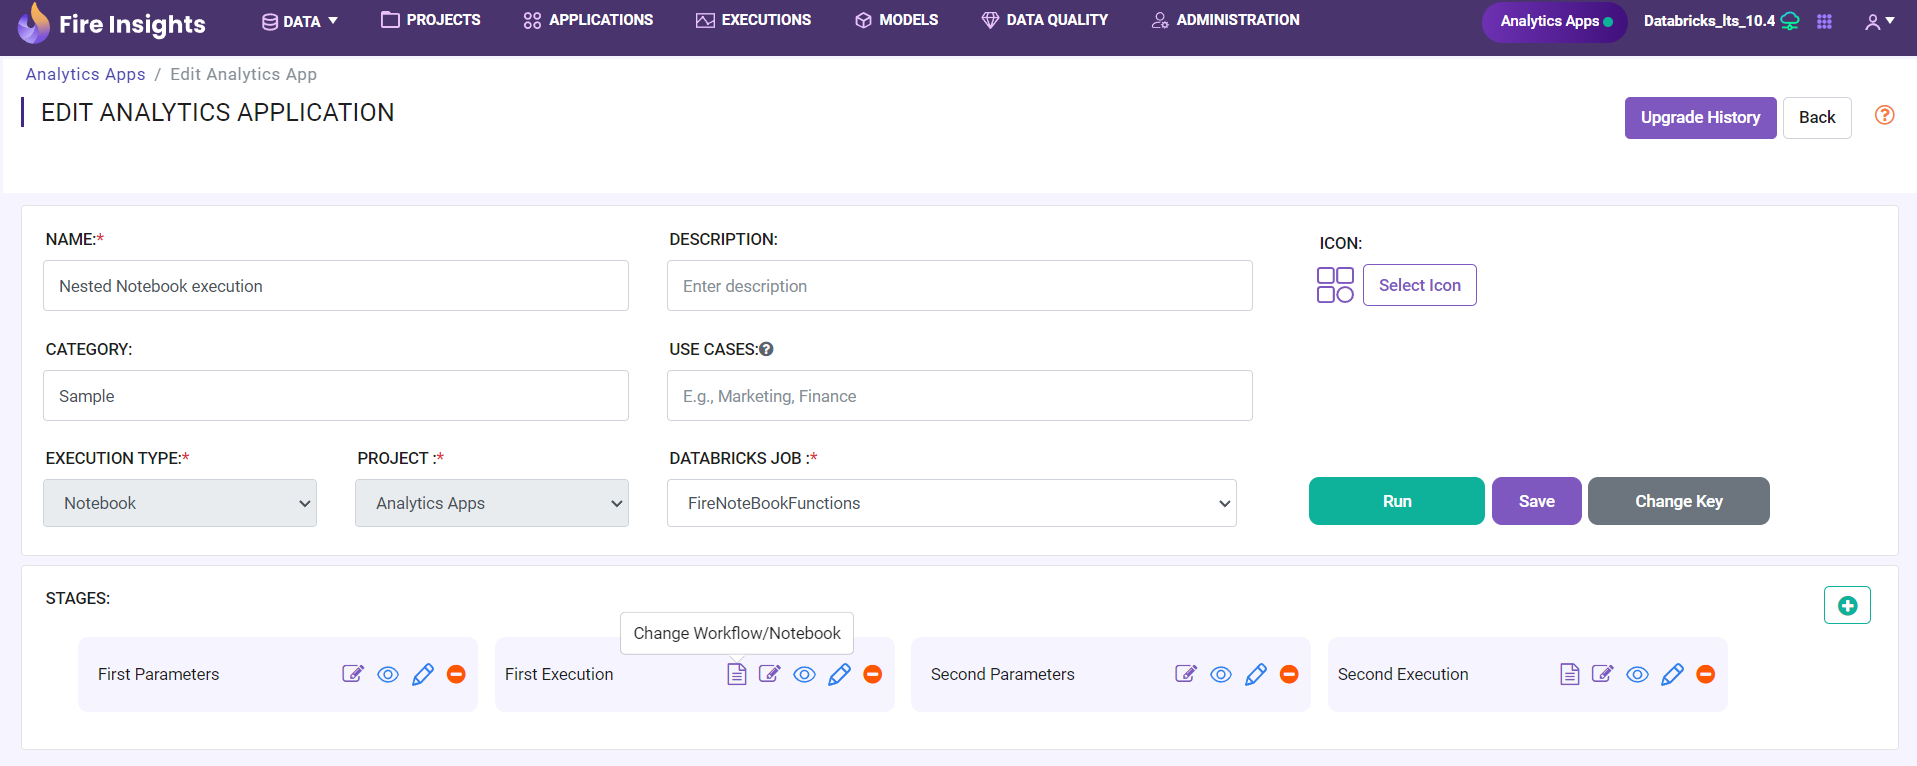 Fire Insights DATA PROJECTS APPLICATIONS EXECUTIONS MODELS DATA QUALITY ADMINISTRATION Analytics Apps Databricks_lts_10.4
Analytics Apps / Edit Analytics App
EDIT ANALYTICS APPLICATION
Upgrade History Back
NAME:* DESCRIPTION: ICON:
Nested Notebook execution Enter description Select Icon
CATEGORY: USE CASES:
Sample E.g., Marketing, Finance
EXECUTION TYPE:* PROJECT :* DATABRICKS JOB :*
Notebook Analytics Apps FireNoteBookFunctions Run Save Change Key
STAGES:
Change Workflow/Notebook
First Parameters First Execution Second Parameters Second Execution